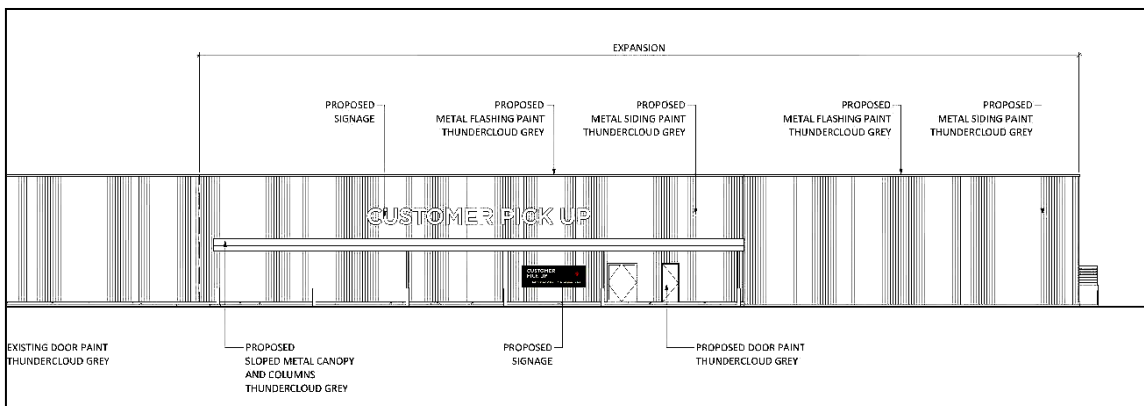 EXPANSION
PROPOSED
SIGNAGE
PROPOSED
METAL FLASHING PAINT
THUNDERCLOUD GREY
PROPOSED
METAL SIDING PAINT
THUNDERCLOUD GREY
PROPOSED
METAL FLASHING PAINT
THUNDERCLOUD GREY
PROPOSED
METAL SIDING PAINT
THUNDERCLOUD GREY
CUSTOMER PICK UP
CUSTOMER
PICK UP
EXISTING DOOR PAINT
THUNDERCLOUD GREY
PROPOSED
SLOPED METAL CANOPY
AND COLUMNS
THUNDERCLOUD GREY
PROPOSED
SIGNAGE
PROPOSED DOOR PAINT
THUNDERCLOUD GREY